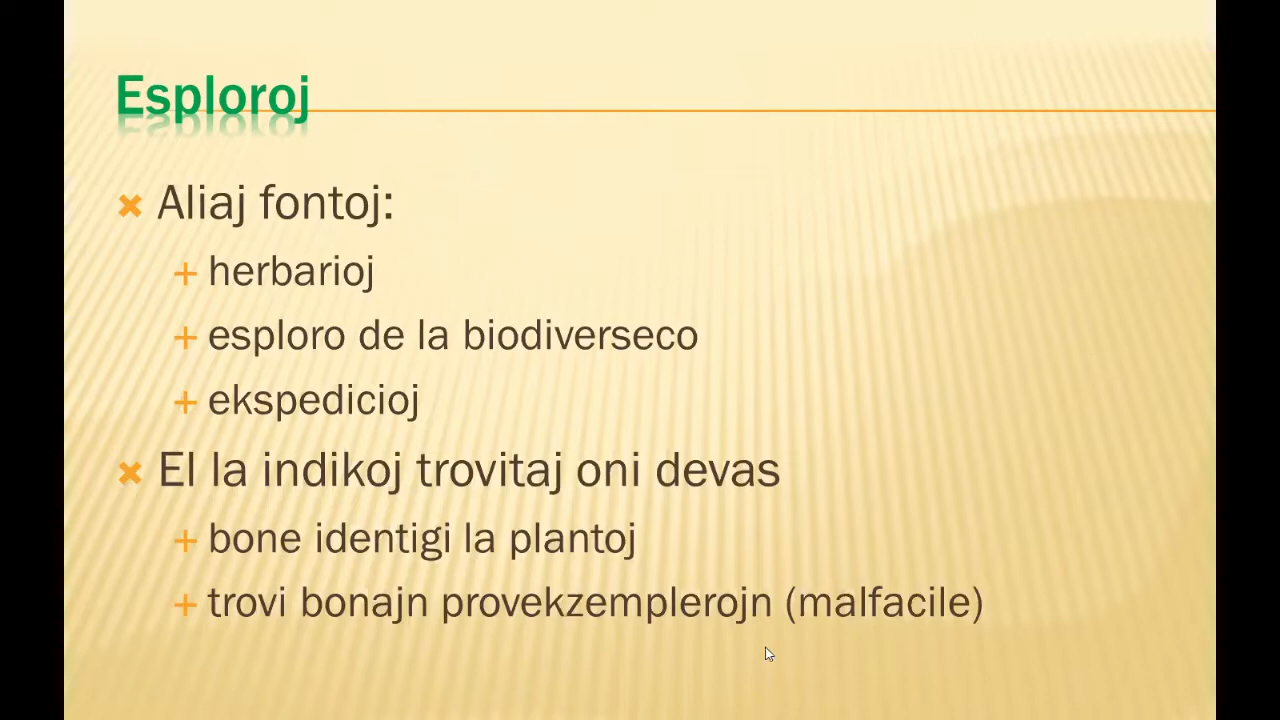 Esploroj
Aliaj fontoj:
herbarioj
esploro de la biodiverseco
ekspedicioj
El la indikoj trovitaj oni devas
bone identigi la plantoj
trovi bonajn provekzemplerojn (malfacile)